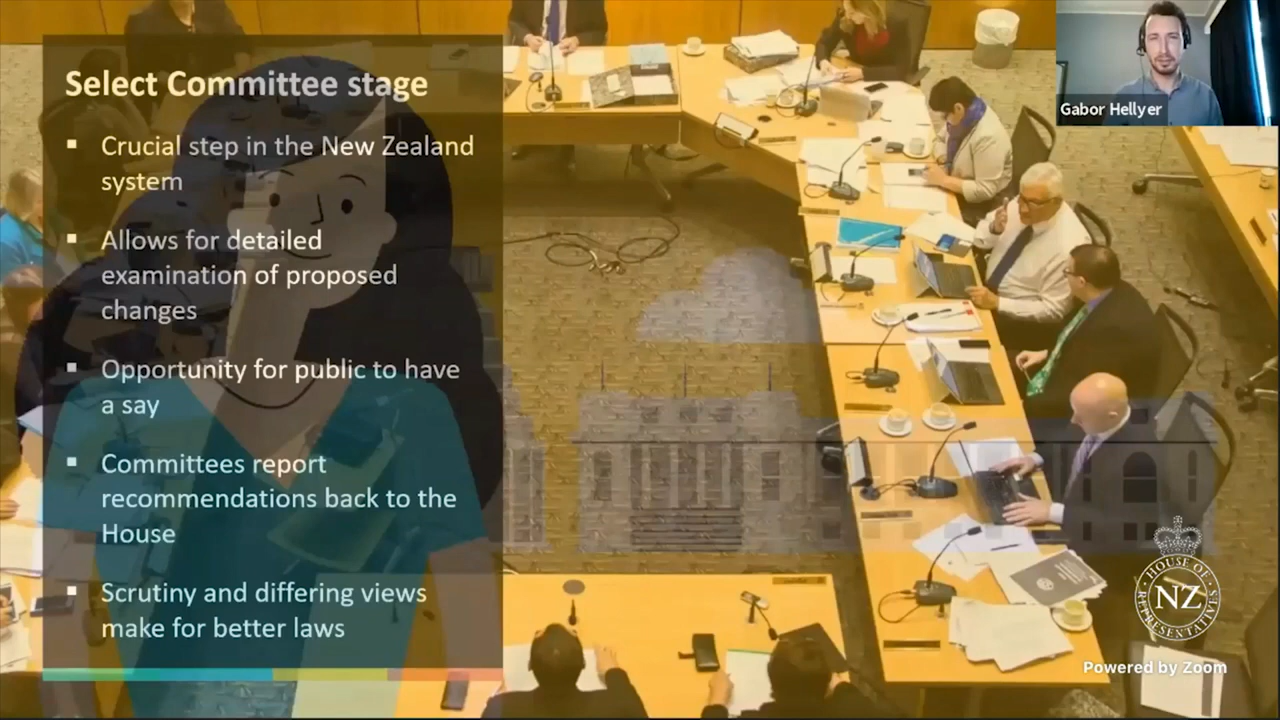 Select Committee stage
Crucial step in the New Zealand
system
Allows for detailed
examination of proposed
changes
Opportunity for public to have
a say
Committees report
recommendations back to the
House
Scrutiny and differing views
make for better laws
Gabor Hellyer
HOUSE OF
REPRESENTATIVES
NZ
Powered by Zoom